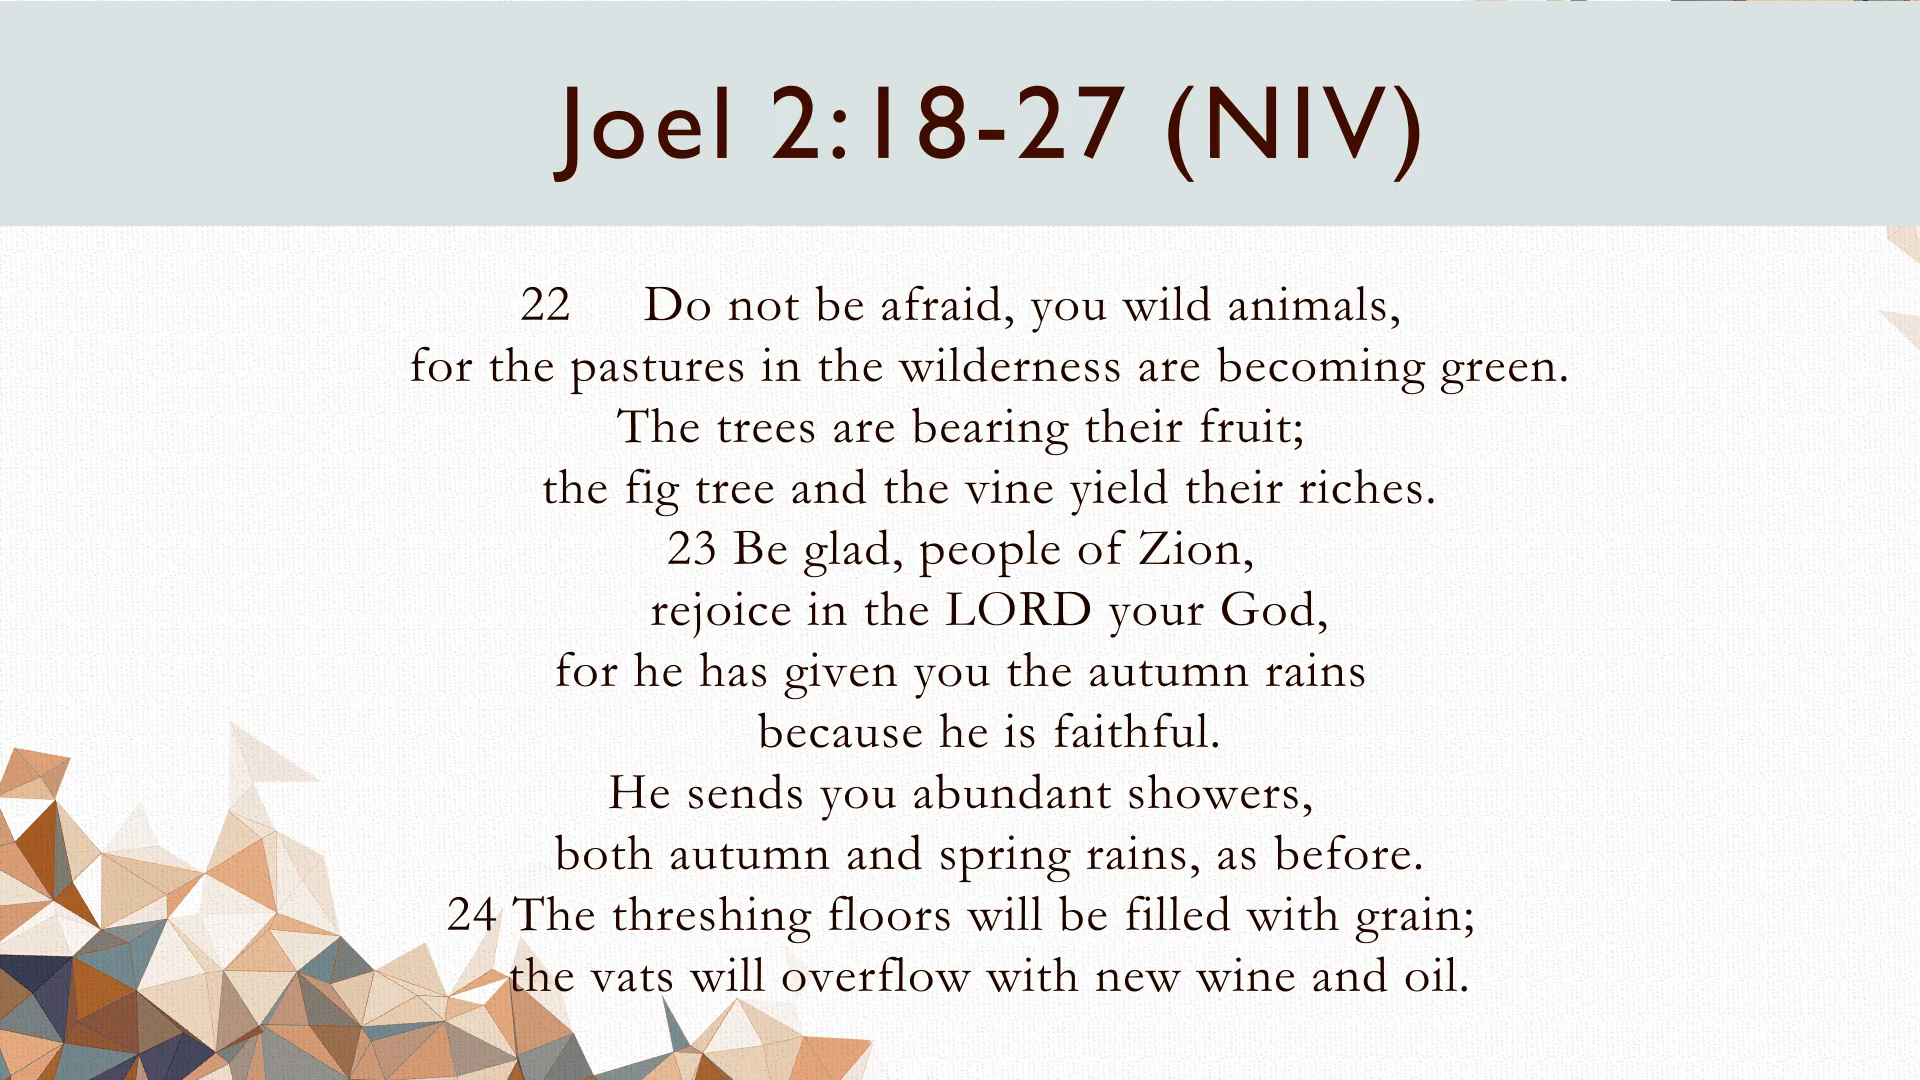 Joel 2:18-27 (NIV)
22 Do not be afraid, you wild animals,
for the pastures in the wilderness are becoming green.
The trees are bearing their fruit;
the fig tree and the vine yield their riches.
23 Be glad, people of Zion,
rejoice in the LORD your God,
for he has given you the autumn rains
because he is faithful.
He sends you abundant showers,
both autumn and spring rains, as before.
24 The threshing floors will be filled with grain;
the vats will overflow with new wine and oil.